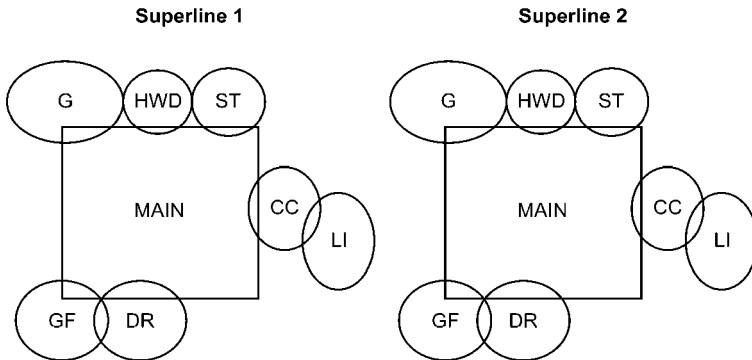 Superline 1
G
HWD
ST
MAIN
CC
LI
GF
DR
Superline 2
G
HWD
ST
MAIN
CC
LI
GF
DR